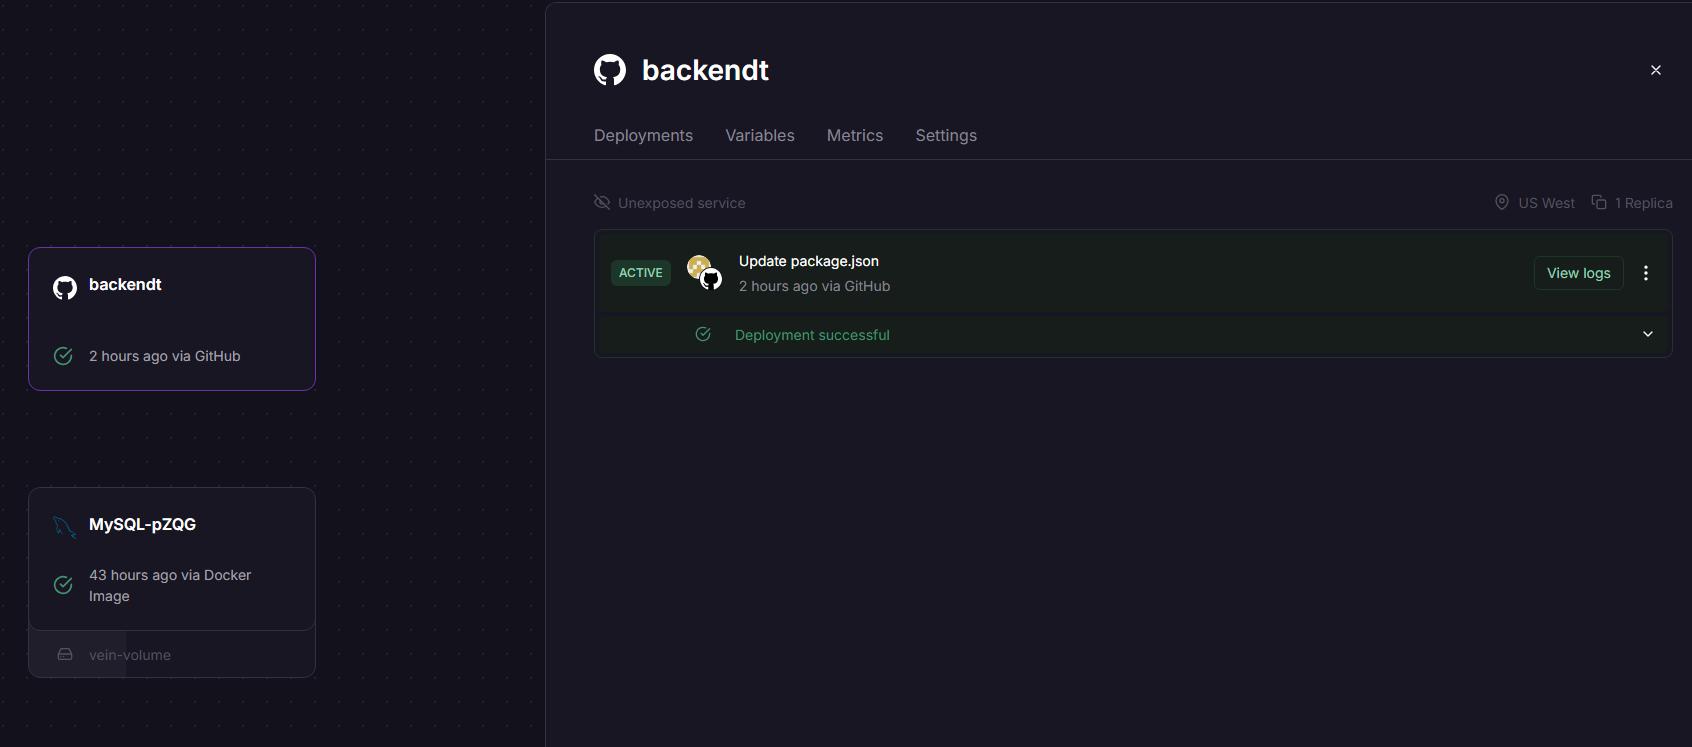 backendt
2 hours ago via GitHub
MySQL-pZQG
43 hours ago via Docker
Image
vein-volume
backendt
Deployments Variables Metrics Settings
Unexposed service US West 1 Replica
ACTIVE Update package.json View logs
2 hours ago via GitHub
Deployment successful